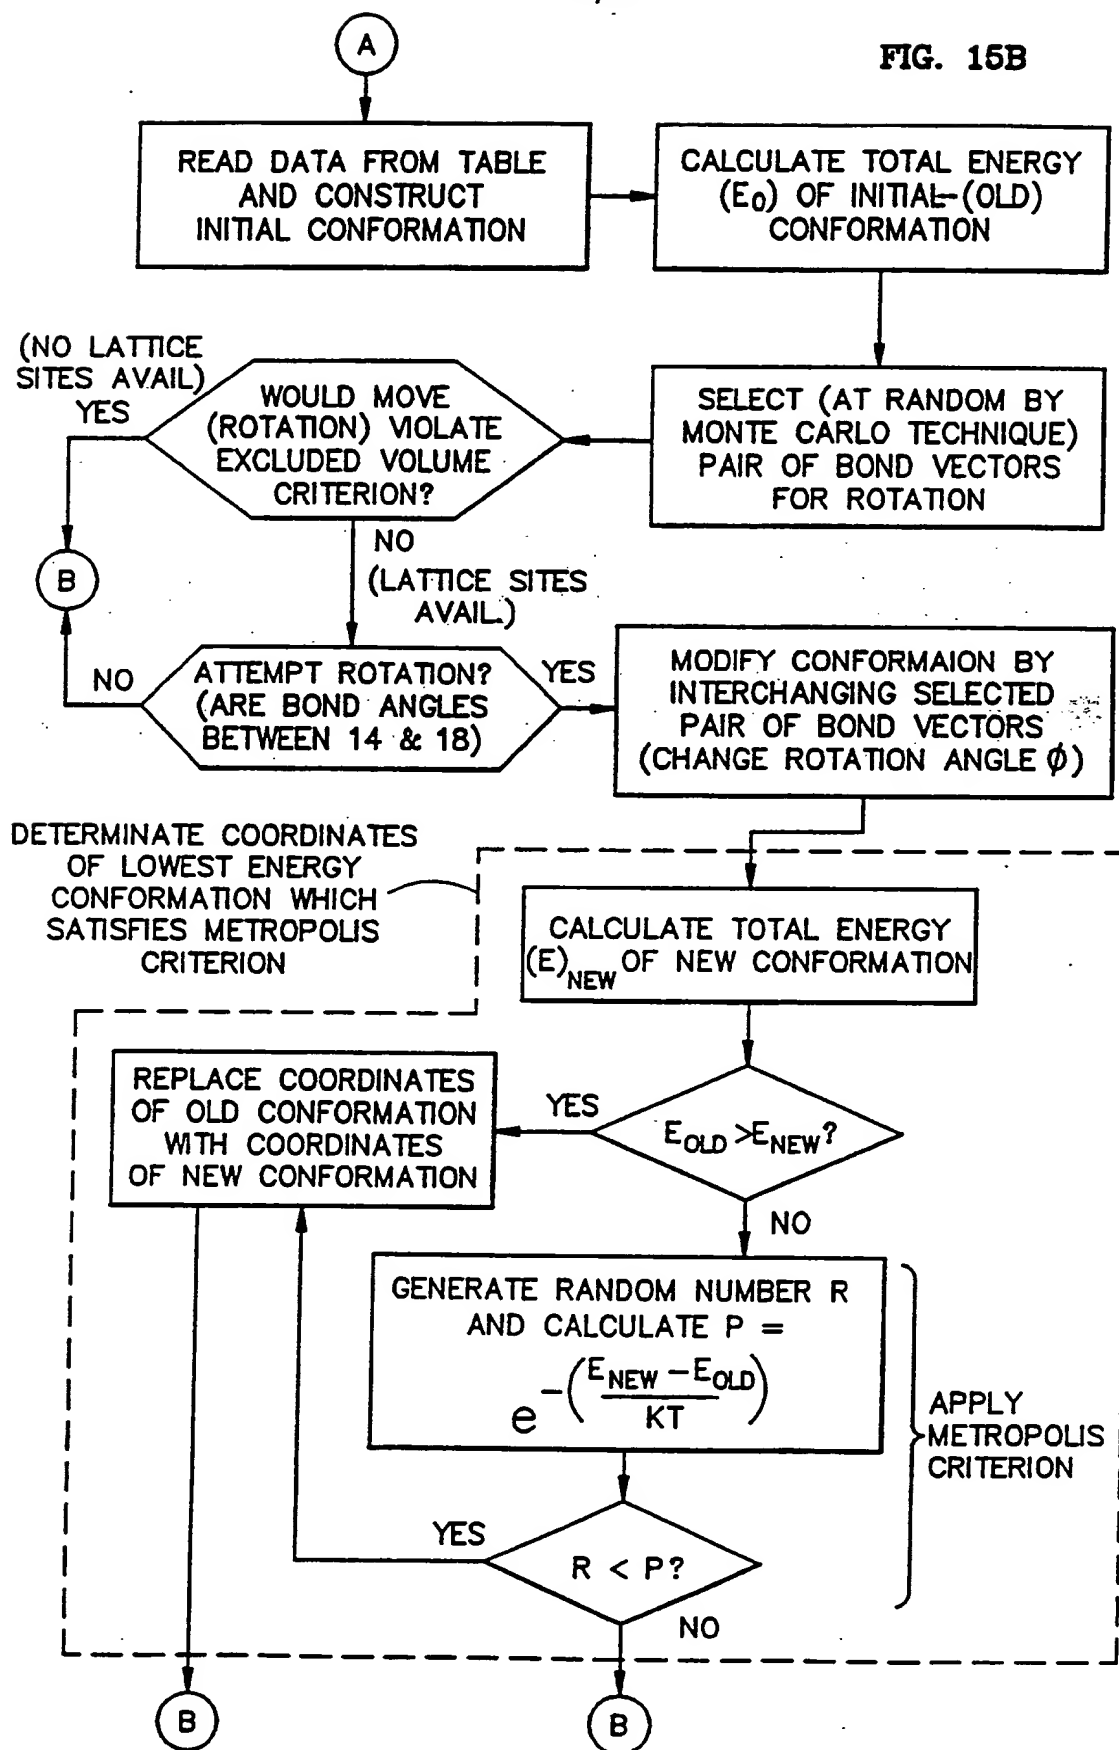 A
FIG. 15B
READ DATA FROM TABLE
AND CONSTRUCT
INITIAL CONFORMATION
CALCULATE TOTAL ENERGY
(E0) OF INITIAL-(OLD)
CONFORMATION
SELECT (AT RANDOM BY
MONTE CARLO TECHNIQUE)
PAIR OF BOND VECTORS
FOR ROTATION
WOULD MOVE
(ROTATION) VIOLATE
EXCLUDED VOLUME
CRITERION?
(NO LATTICE
SITES AVAIL)
YES
B
NO
(LATTICE SITES
AVAIL.)
ATTEMPT ROTATION?
(ARE BOND ANGLES
BETWEEN 14 & 18)
NO
YES
MODIFY CONFORMAION BY
INTERCHANGING SELECTED
PAIR OF BOND VECTORS
(CHANGE ROTATION ANGLE ϕ)
DETERMINATE COORDINATES
OF LOWEST ENERGY
CONFORMATION WHICH
SATISFIES METROPOLIS
CRITERION
CALCULATE TOTAL ENERGY
(E)NEW OF NEW CONFORMATION
EOLD >ENEW?
YES
REPLACE COORDINATES
OF OLD CONFORMATION
WITH COORDINATES
OF NEW CONFORMATION
NO
GENERATE RANDOM NUMBER R
AND CALCULATE P =
e -(ENEW - EOLD / KT)
APPLY
METROPOLIS
CRITERION
R < P?
YES
NO
B
B